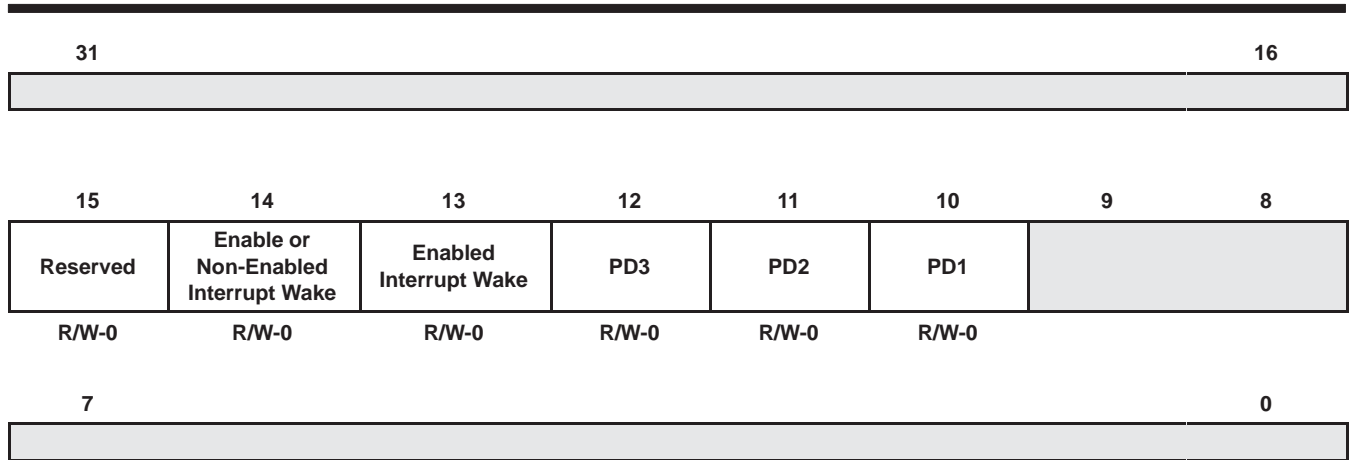 31 16
15 14 13 12 11 10 9 8
Reserved
Enable or
Non-Enabled
Interrupt Wake
Enabled
Interrupt Wake
PD3
PD2
PD1
R/W-0 R/W-0 R/W-0 R/W-0 R/W-0 R/W-0
7 0